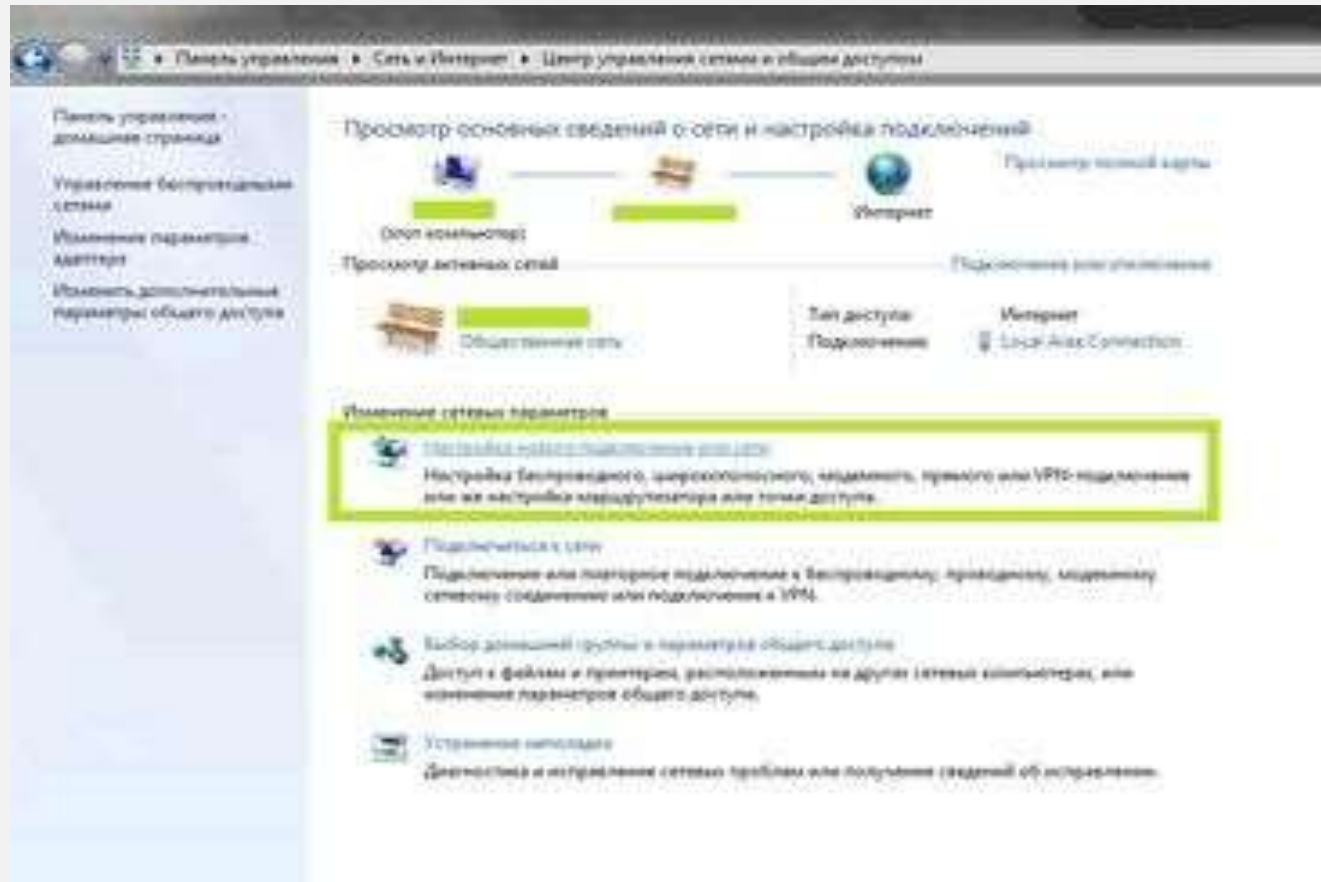 Панель управления ▸ Сеть и Интернет ▸ Центр управления сетями и общим доступом
Панель управления -
домашняя страница
Управление беспроводными
сетями
Изменение параметров
адаптера
Изменить дополнительные
параметры общего доступа
Просмотр основных сведений о сети и настройка подключений
Просмотр полной карты
(этот компьютер)
Интернет
Просмотр активных сетей
Подключение или отключение
Общественная сеть
Тип доступа: Интернет
Подключения: Local Area Connection
Изменение сетевых параметров
Настройка нового подключения или сети
Настройка беспроводного, широкополосного, модемного, прямого или VPN-подключения
или же настройка маршрутизатора или точки доступа.
Подключиться к сети
Подключение или повторное подключение к беспроводному, проводному, модемному
сетевому соединению или подключение к VPN.
Выбор домашней группы и параметров общего доступа
Доступ к файлам и принтерам, расположенным на других сетевых компьютерах, или
изменение параметров общего доступа.
Устранение неполадок
Диагностика и исправление сетевых проблем или получение сведений об исправлении.